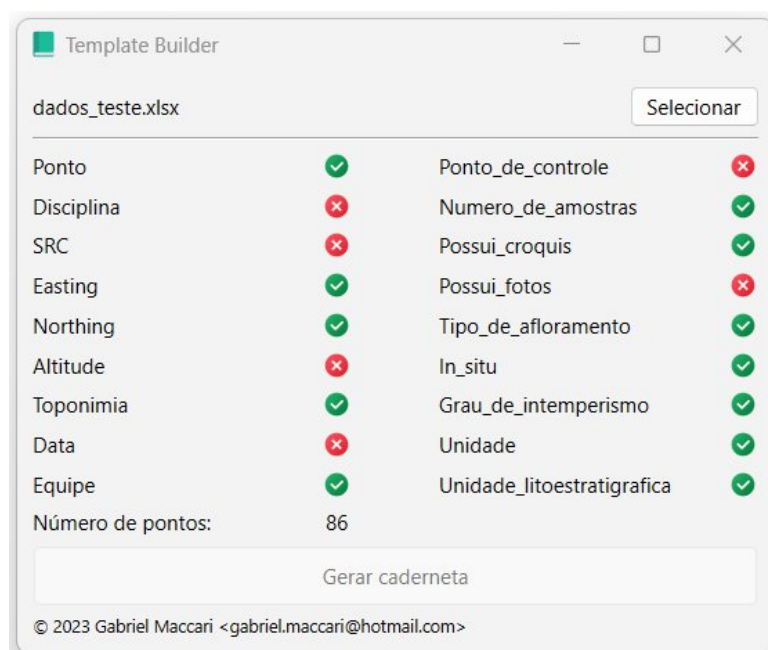 Template Builder
dados_teste.xlsx Selecionar
Ponto Ponto_de_controle
Disciplina Numero_de_amostras
SRC Possui_croquis
Easting Possui_fotos
Northing Tipo_de_afloramento
Altitude In_situ
Toponimia Grau_de_intemperismo
Data Unidade
Equipe Unidade_litoestratigrafica
Número de pontos: 86
Gerar caderneta
© 2023 Gabriel Maccari <gabriel.maccari@hotmail.com>